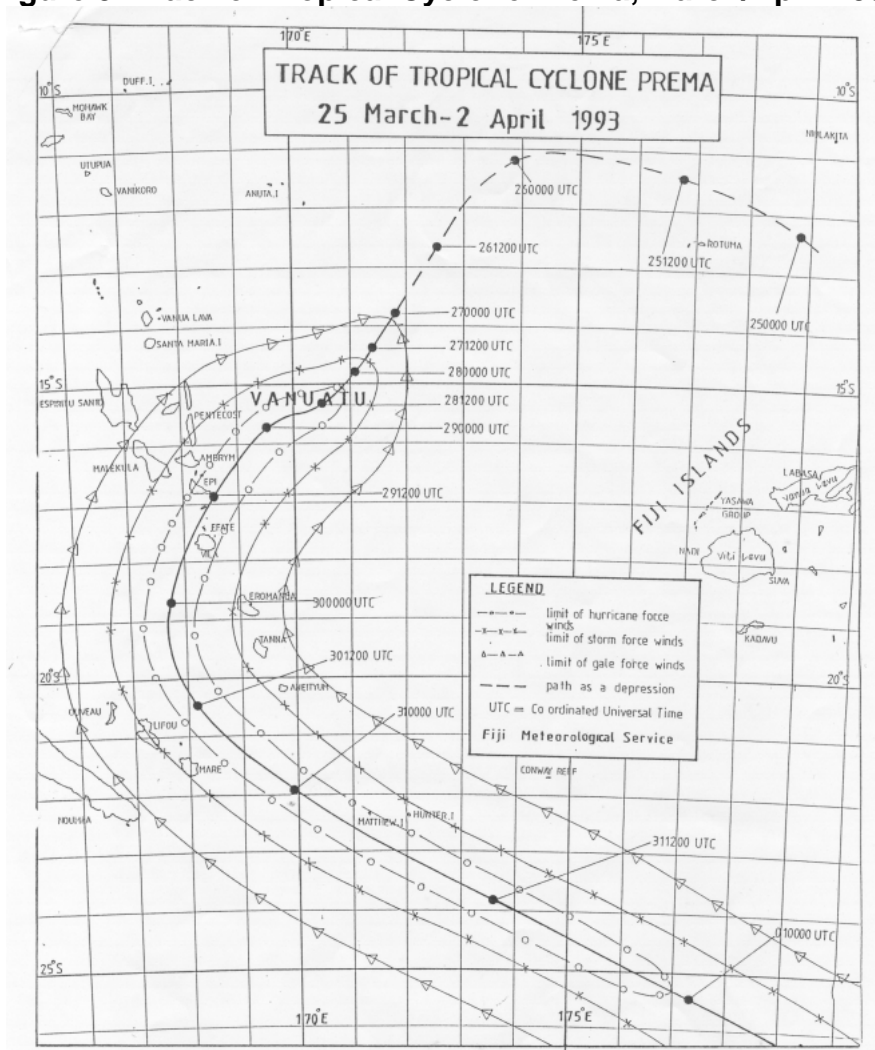 170°E 175°E
TRACK OF TROPICAL CYCLONE PREMA
25 March-2 April 1993
DUFF.I
10°S 10°S
MOHAWK
BAY
UTUPUA
VANIKORO
ANUTA.I
260000 UTC
261200 UTC
ROTUMA
251200 UTC
250000 UTC
270000 UTC
VANUA LAVA
SANTA MARIA.I
271200 UTC
280000 UTC
15°S 15°S
VANUATU
281200 UTC
ESPIRITU SANTO
PENTECOST
290000 UTC
AMBRYM
MALEKULA
EPI
291200 UTC
FIJI ISLANDS
LABASA
Vanua Levu
YASAWA
GROUP
EFATE
VILA
NADI
Viti Levu
SUVA
EROMANGA
300000 UTC
KADAVU
TANNA
LEGEND
limit of hurricane force
winds
limit of storm force winds
limit of gale force winds
path as a depression
UTC = Co ordinated Universal Time
Fiji Meteorological Service
301200 UTC
20°S 20°S
ANEITYUM
310000 UTC
OUVEAU
LIFOU
MARE
CONWAY REEF
NOUMEA
MATTHEW.I
HUNTER.I
311200 UTC
010000 UTC
25°S 25°S
170°E 175°E